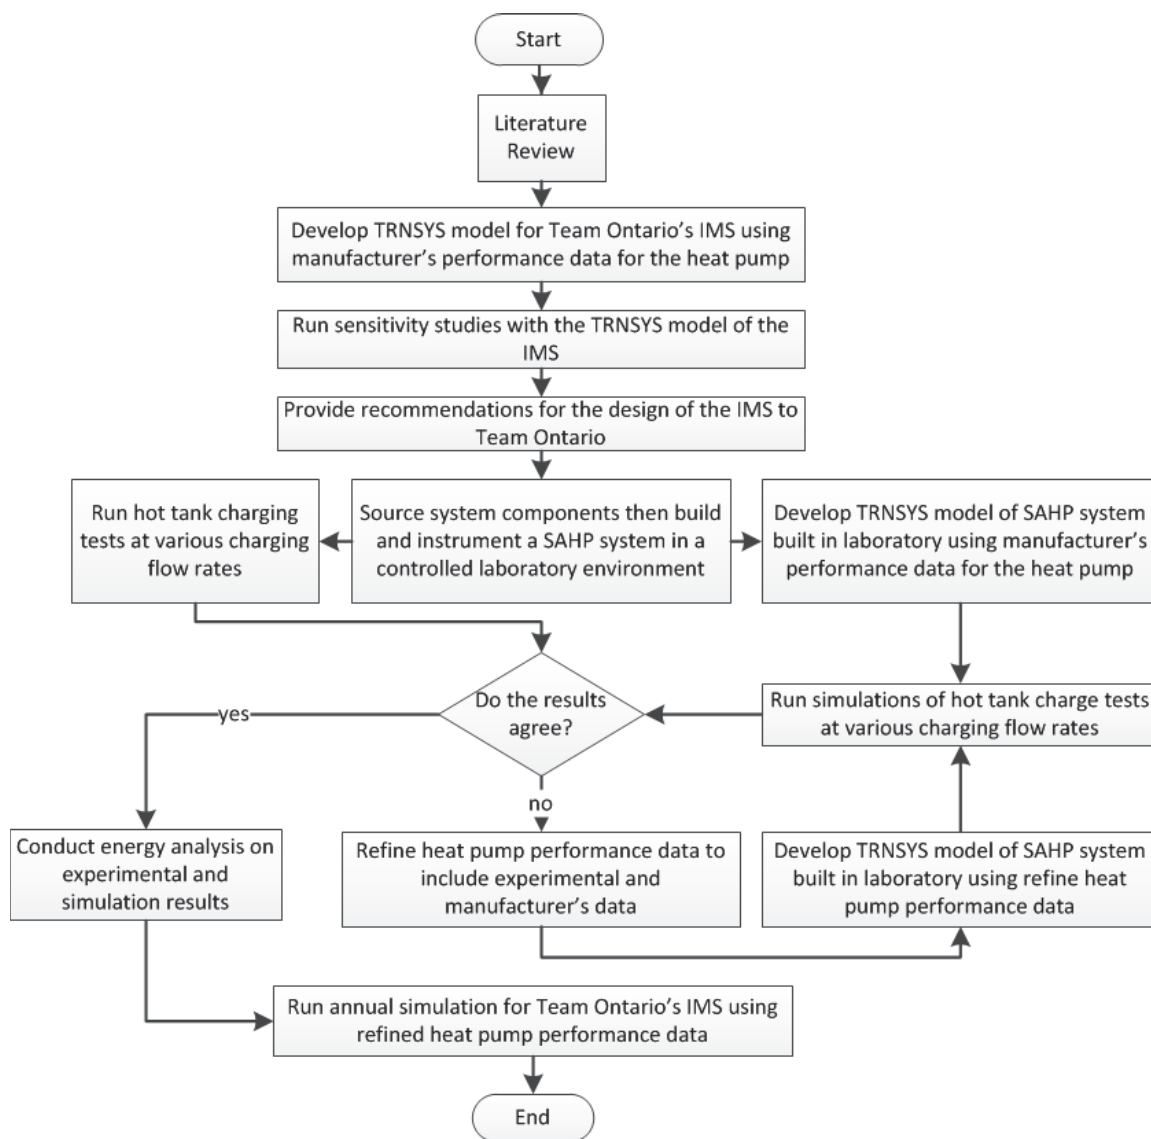 Start
Literature
Review
Develop TRNSYS model for Team Ontario’s IMS using
manufacturer’s performance data for the heat pump
Run sensitivity studies with the TRNSYS model of the
IMS
Provide recommendations for the design of the IMS to
Team Ontario
Run hot tank charging
tests at various charging
flow rates
Source system components then build
and instrument a SAHP system in a
controlled laboratory environment
Develop TRNSYS model of SAHP system
built in laboratory using manufacturer’s
performance data for the heat pump
Do the results
agree?
Run simulations of hot tank charge tests
at various charging flow rates
yes
no
Conduct energy analysis on
experimental and
simulation results
Refine heat pump performance data to
include experimental and
manufacturer’s data
Develop TRNSYS model of SAHP system
built in laboratory using refine heat
pump performance data
Run annual simulation for Team Ontario’s IMS using
refined heat pump performance data
End